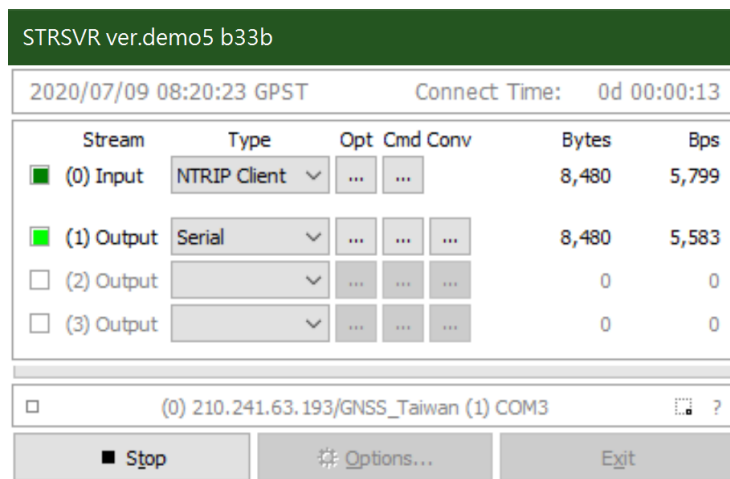 STRSVR ver.demo5 b33b
2020/07/09 08:20:23 GPST Connect Time: 0d 00:00:13
Stream Type Opt Cmd Conv Bytes Bps
(0) Input NTRIP Client ... ... 8,480 5,799
(1) Output Serial ... ... ... 8,480 5,583
(2) Output ... ... ... 0 0
(3) Output ... ... ... 0 0
(0) 210.241.63.193/GNSS_Taiwan (1) COM3 ?
Stop Options... Exit